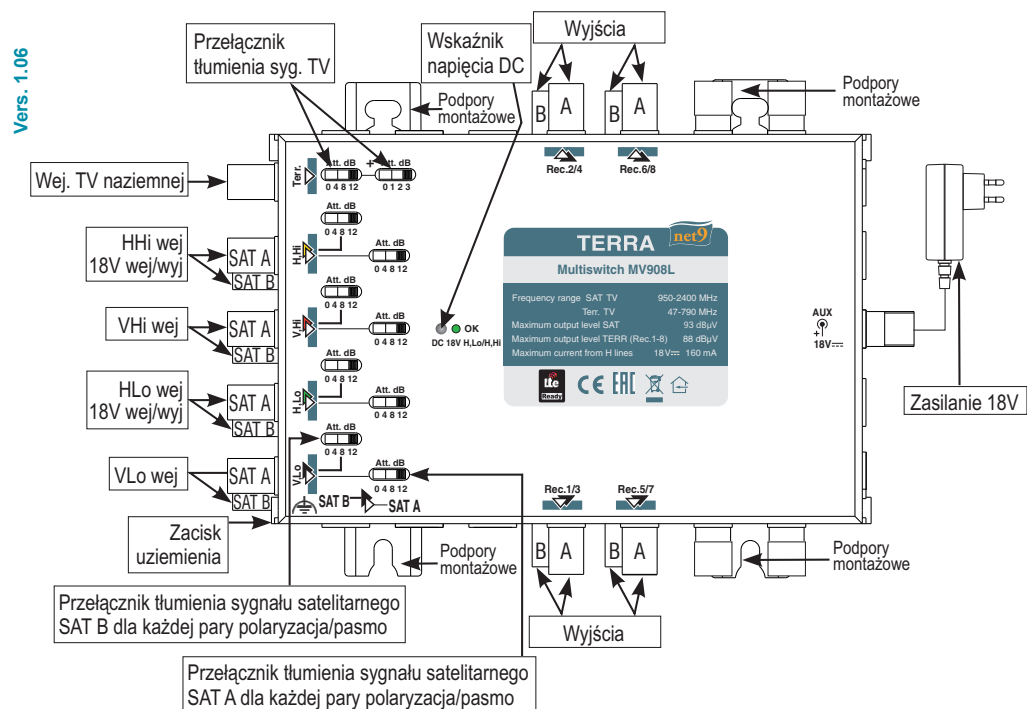 Vers. 1.06
Przełącznik
tłumienia syg. TV
Wskaźnik
napięcia DC
Wyjścia
Podpory
montażowe
B A
B A
Podpory
montażowe
Rec.2/4
Rec.6/8
Wej. TV naziemnej
Terr.
Att. dB
0 4 8 12
+
Att. dB
0 1 2 3
HHi wej
18V wej/wyj
SAT A
SAT B
H,Hi
Att. dB
0 4 8 12
Att. dB
0 4 8 12
VHi wej
SAT A
SAT B
V,Hi
Att. dB
0 4 8 12
Att. dB
0 4 8 12
HLo wej
18V wej/wyj
SAT A
SAT B
H,Lo
Att. dB
0 4 8 12
Att. dB
0 4 8 12
VLo wej
SAT A
SAT B
V,Lo
Att. dB
0 4 8 12
Att. dB
0 4 8 12
SAT B
SAT A
OK
DC 18V H,Lo/H,Hi
TERRA
net9
Multiswitch MV908L
Frequency range SAT TV 950-2400 MHz
Terr. TV 47-790 MHz
Maximum output level SAT 93 dBµV
Maximum output level TERR (Rec.1-8) 88 dBµV
Maximum current from H lines 18V⎓ 160 mA
lte
Ready
CE EAC
AUX
+
18V⎓
Zasilanie 18V
Zacisk
uziemienia
Rec.1/3
Rec.5/7
Podpory
montażowe
B A
B A
Podpory
montażowe
Wyjścia
Przełącznik tłumienia sygnału satelitarnego
SAT B dla każdej pary polaryzacja/pasmo
Przełącznik tłumienia sygnału satelitarnego
SAT A dla każdej pary polaryzacja/pasmo